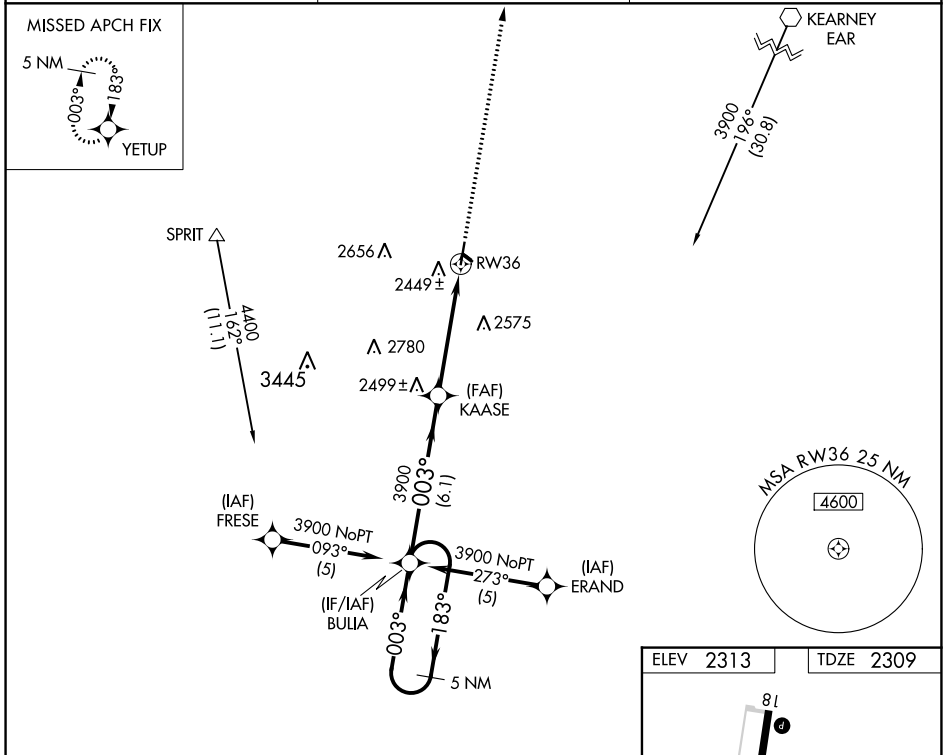 MISSED APCH FIX
5 NM
003°
183°
YETUP
KEARNEY
EAR
3900
196°
(30.8)
SPRIT
4400
162°
(11.1)
2656
RW36
2449 ±
2575
2780
3445
2499 ±
(FAF)
KAASE
3900
003°
(6.1)
(IAF)
FRESE
3900 NoPT
093°
(5)
3900 NoPT
273°
(5)
(IAF)
ERAND
(IF/IAF)
BULIA
003°
183°
5 NM
MSA RW36 25 NM
4600
ELEV 2313
TDZE 2309
18
P